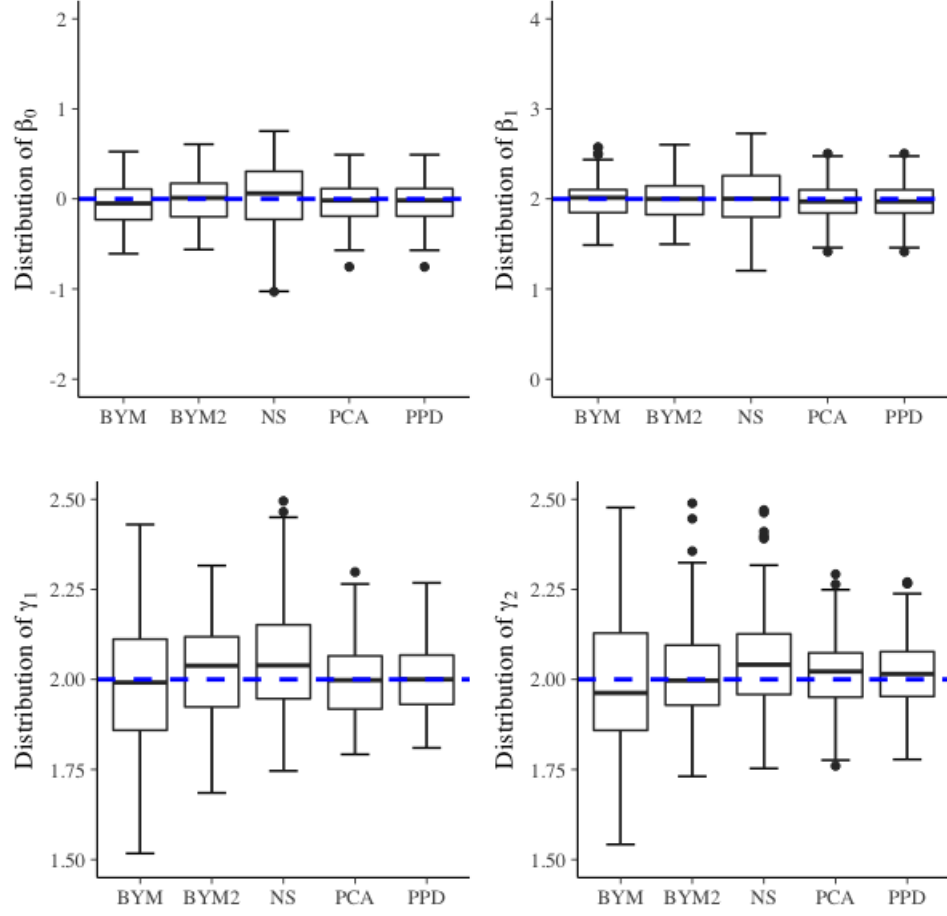 Distribution of β₀
2
1
0
-1
-2
BYM BYM2 NS PCA PPD
Distribution of β₁
4
3
2
1
0
BYM BYM2 NS PCA PPD
Distribution of γ₁
2.50
2.25
2.00
1.75
1.50
BYM BYM2 NS PCA PPD
Distribution of γ₂
2.50
2.25
2.00
1.75
1.50
BYM BYM2 NS PCA PPD